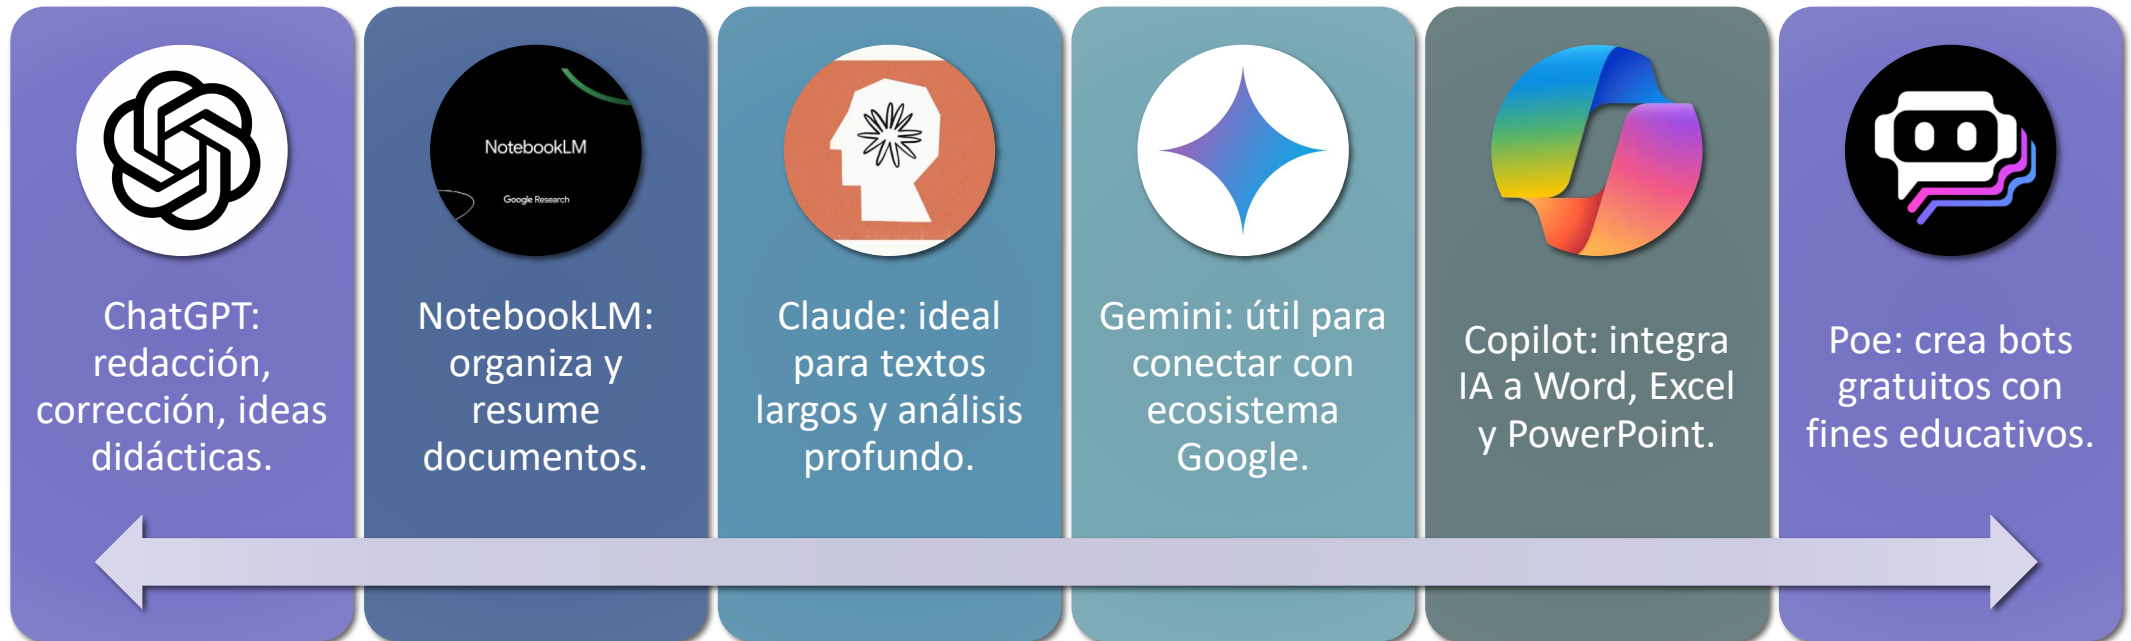 NotebookLM
Google Research
ChatGPT:
redacción,
corrección, ideas
didácticas.
NotebookLM:
organiza y
resume
documentos.
Claude: ideal
para textos
largos y análisis
profundo.
Gemini: útil para
conectar con
ecosistema
Google.
Copilot: integra
IA a Word, Excel
y PowerPoint.
Poe: crea bots
gratuitos con
fines educativos.